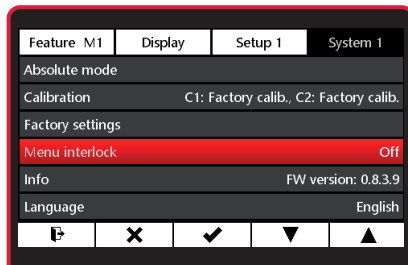 Feature M1 Display Setup 1 System 1
Absolute mode
Calibration C1: Factory calib., C2: Factory calib.
Factory settings
Menu interlock Off
Info FW version: 0.8.3.9
Language English